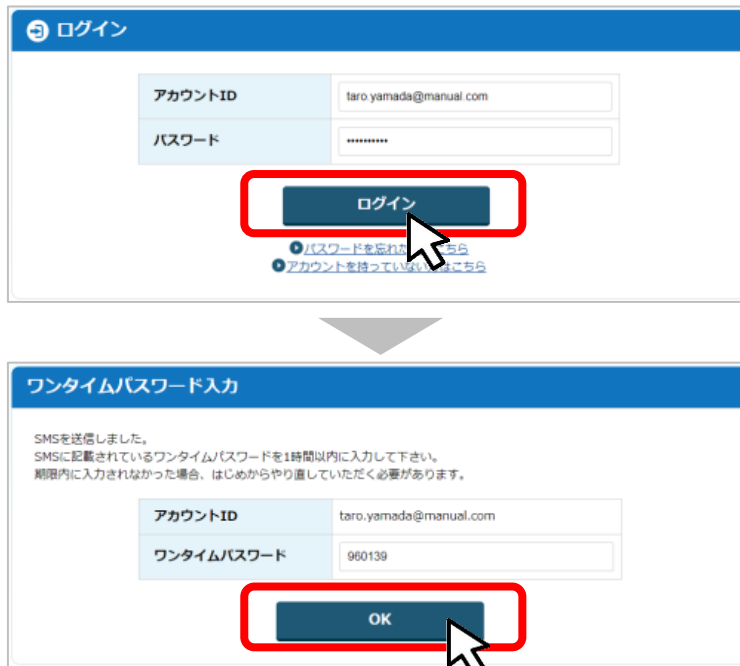 ログイン
アカウントID
taro.yamada@manual.com
パスワード
••••••••••
ログイン
パスワードを忘れた こちら
アカウントを持っていない はこちら
ワンタイムパスワード入力
SMSを送信しました。
SMSに記載されているワンタイムパスワードを1時間以内に入力して下さい。
期限内に入力されなかった場合、はじめからやり直していただく必要があります。
アカウントID
taro.yamada@manual.com
ワンタイムパスワード
960139
OK